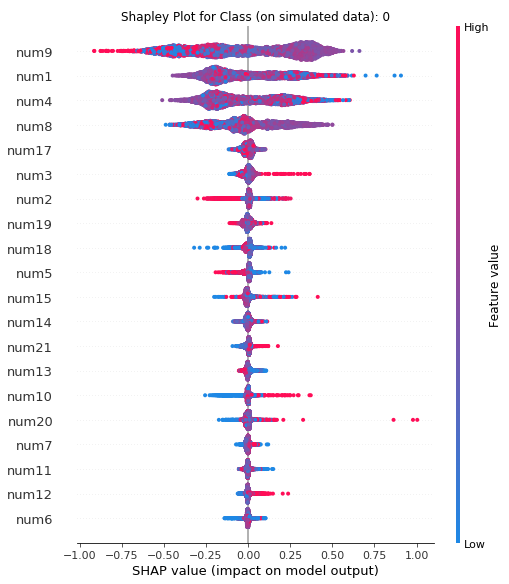 Shapley Plot for Class (on simulated data): 0
High
num9
num1
num4
num8
num17
num3
num2
num19
num18
num5
num15
num14
num21
num13
num10
num20
num7
num11
num12
num6
Feature value
Low
−1.00 −0.75 −0.50 −0.25 0.00 0.25 0.50 0.75 1.00
SHAP value (impact on model output)